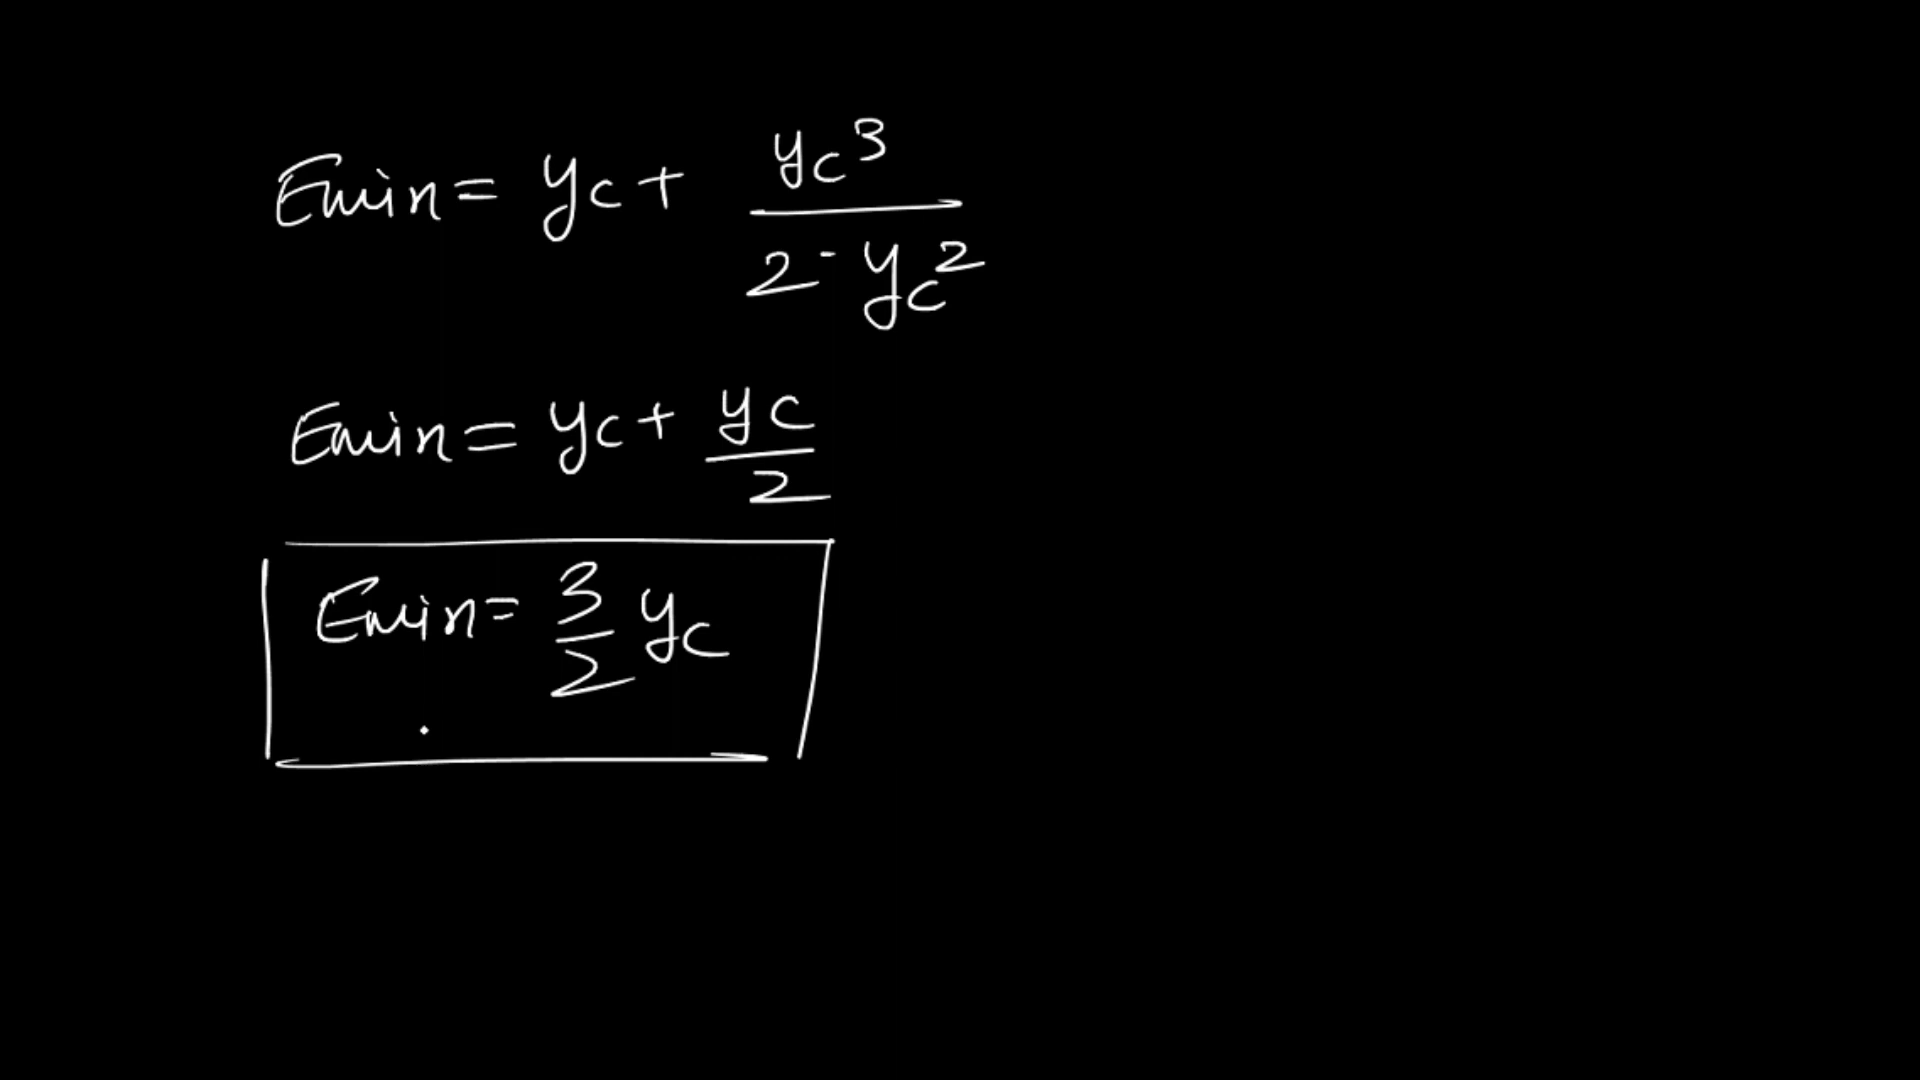 Emin = yc + yc³ / 2·yc²
Emin = yc + yc / 2
Emin = 3/2 yc